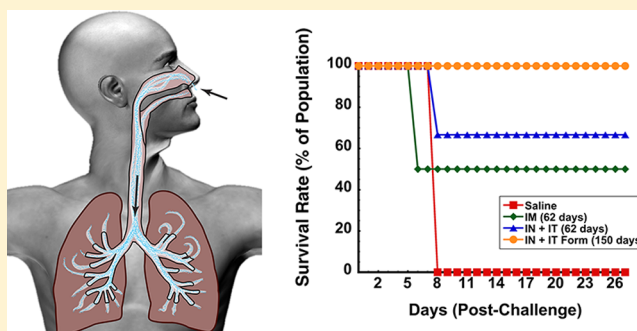 Survival Rate (% of Population)
100
80
60
40
20
0
2
5
8
11
14
17
20
23
26
Days (Post-Challenge)
Saline
IM (62 days)
IN + IT (62 days)
IN + IT Form (150 days)